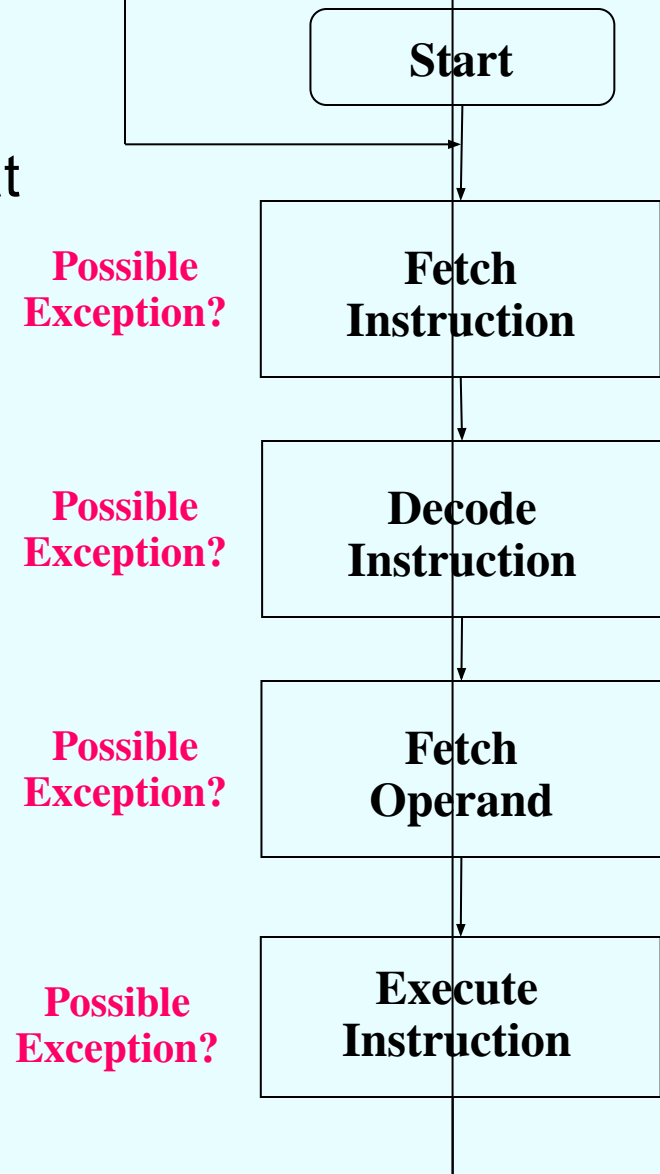 Start
Possible
Exception?
Fetch
Instruction
Possible
Exception?
Decode
Instruction
Possible
Exception?
Fetch
Operand
Possible
Exception?
Execute
Instruction